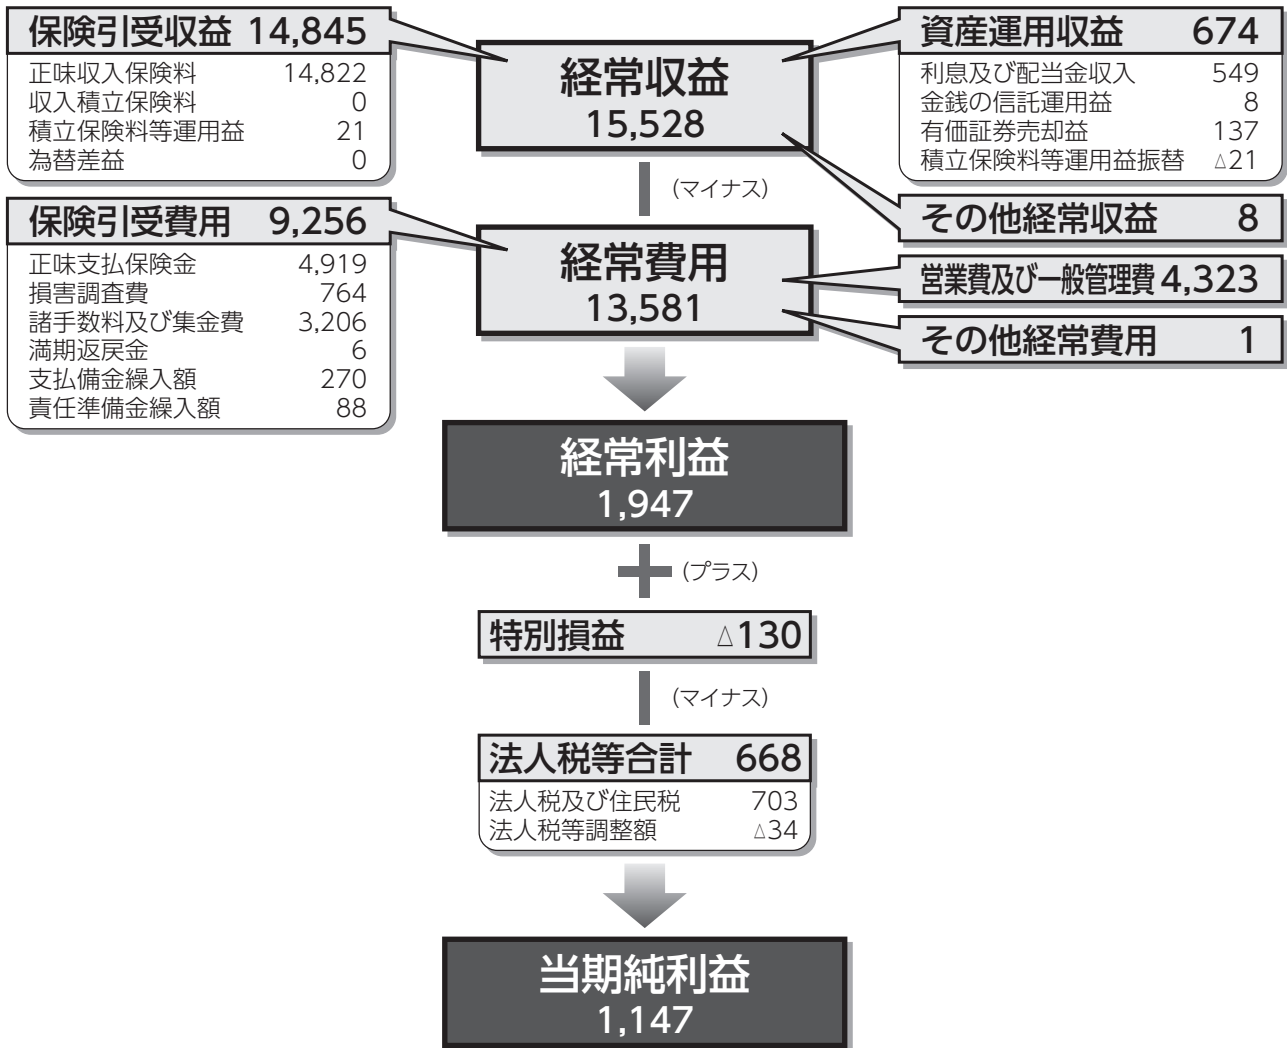 保険引受収益 14,845
正味収入保険料 14,822
収入積立保険料 0
積立保険料等運用益 21
為替差益 0
経常収益
15,528
資産運用収益 674
利息及び配当金収入 549
金銭の信託運用益 8
有価証券売却益 137
積立保険料等運用益振替 △21
その他経常収益 8
(マイナス)
保険引受費用 9,256
正味支払保険金 4,919
損害調査費 764
諸手数料及び集金費 3,206
満期返戻金 6
支払備金繰入額 270
責任準備金繰入額 88
経常費用
13,581
営業費及び一般管理費 4,323
その他経常費用 1
経常利益
1,947
(プラス)
特別損益 △130
(マイナス)
法人税等合計 668
法人税及び住民税 703
法人税等調整額 △34
当期純利益
1,147